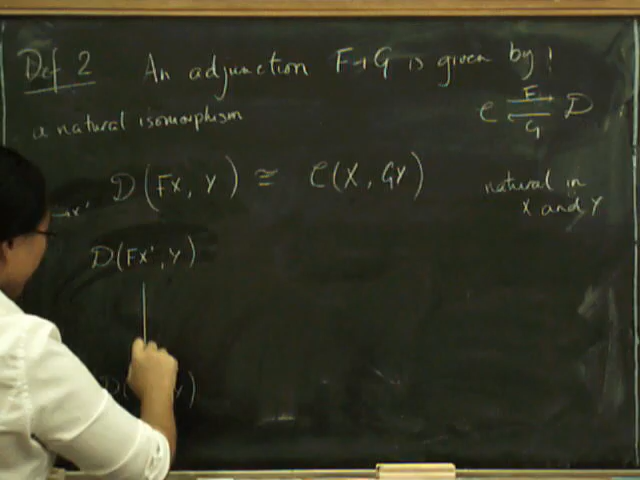 Def 2 An adjunction F ⊣ G is given by :
a natural isomorphism
C ⇄ D
F
G
D(FX, Y) ≅ C(X, GY)
natural in
X and Y
→X'
D(FX', Y)
D( Y)